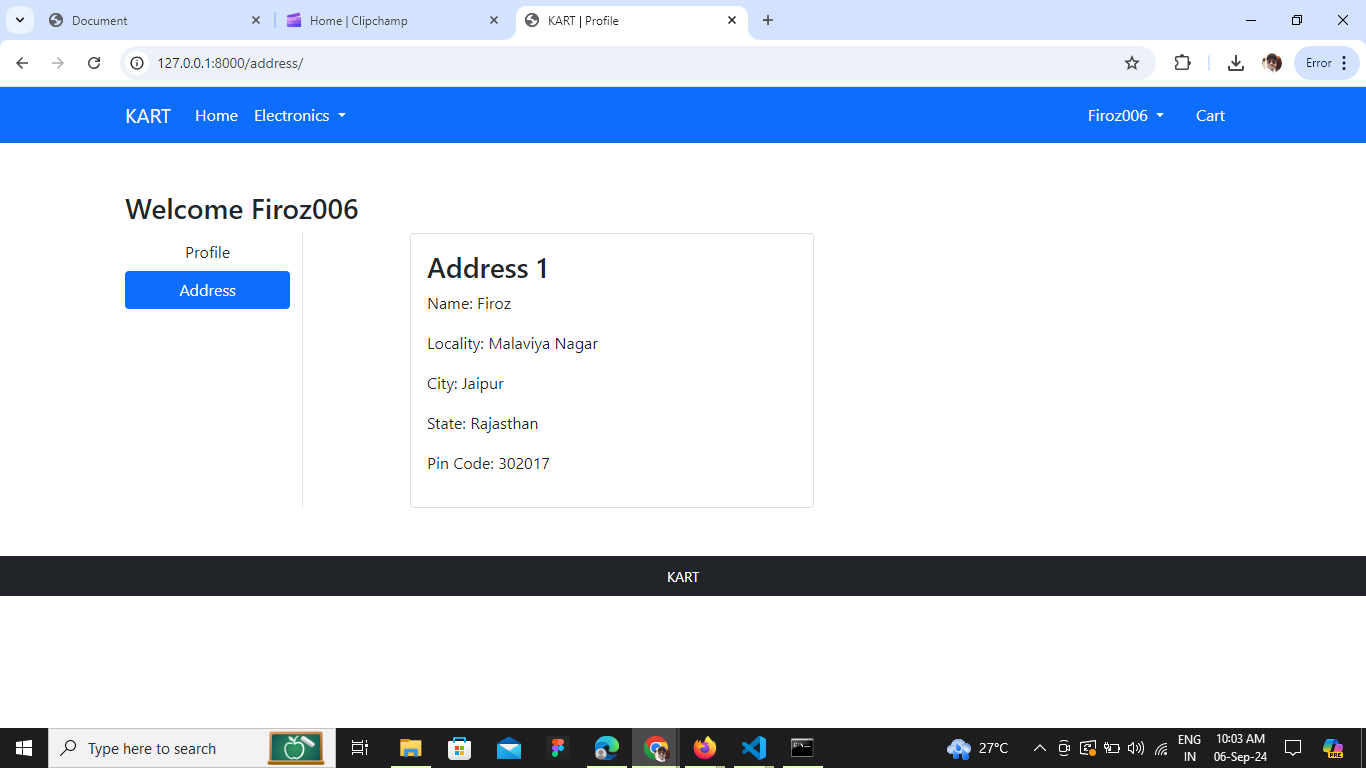 Document
Home | Clipchamp
KART | Profile
127.0.0.1:8000/address/
Error
KART Home Electronics Firoz006 Cart
Welcome Firoz006
Profile
Address
Address 1
Name: Firoz
Locality: Malaviya Nagar
City: Jaipur
State: Rajasthan
Pin Code: 302017
KART
Type here to search
27°C
ENG
IN
10:03 AM
06-Sep-24
PRE